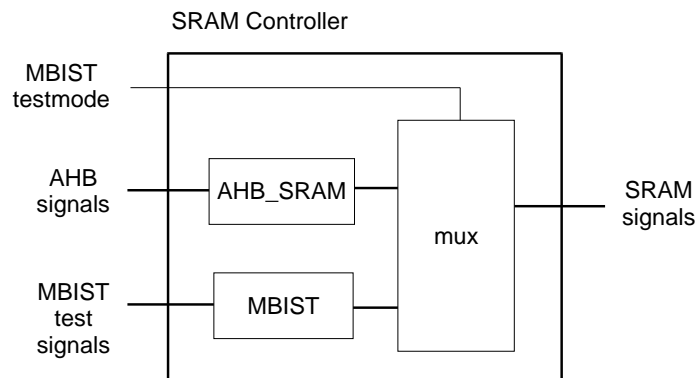 SRAM Controller
MBIST
testmode
AHB
signals
AHB_SRAM
mux
SRAM
signals
MBIST
test
signals
MBIST